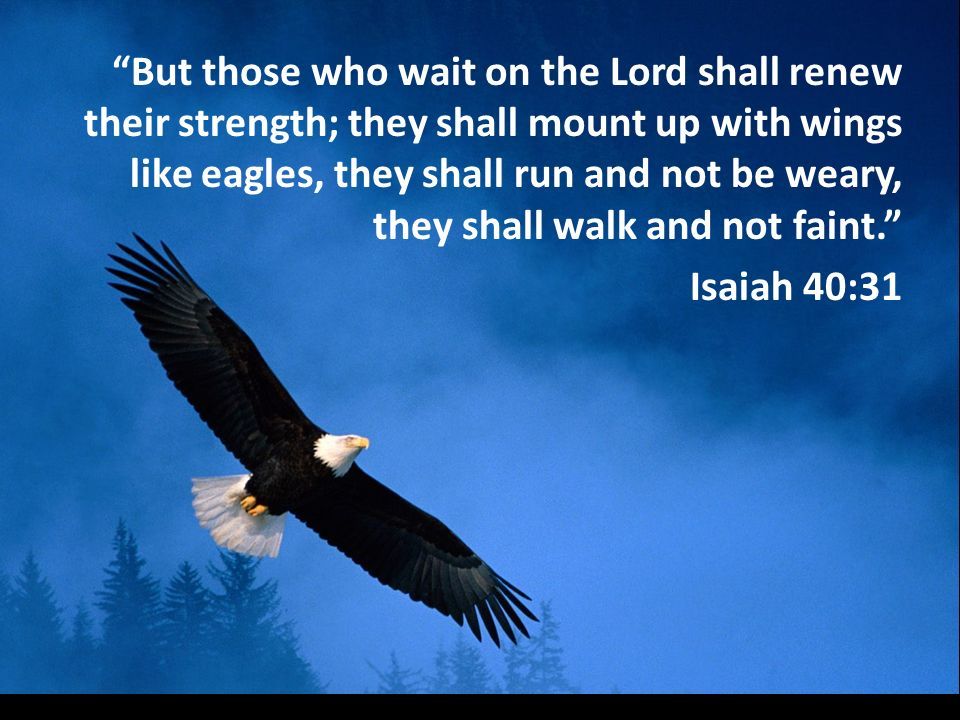 “But those who wait on the Lord shall renew
their strength; they shall mount up with wings
like eagles, they shall run and not be weary,
they shall walk and not faint.”
Isaiah 40:31